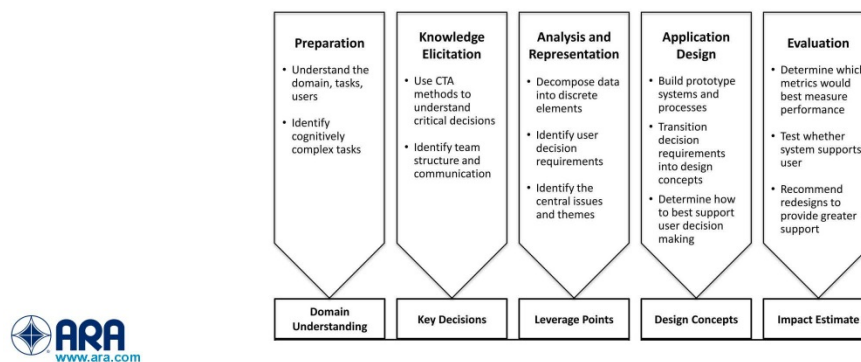 Preparation
• Understand the
domain, tasks,
users
• Identify
cognitively
complex tasks
Domain
Understanding
Knowledge
Elicitation
• Use CTA
methods to
understand
critical decisions
• Identify team
structure and
communication
Key Decisions
Analysis and
Representation
• Decompose data
into discrete
elements
• Identify user
decision
requirements
• Identify the
central issues
and themes
Leverage Points
Application
Design
• Build prototype
systems and
processes
• Transition
decision
requirements
into design
concepts
• Determine how
to best support
user decision
making
Design Concepts
Evaluation
• Determine which
metrics would
best measure
performance
• Test whether
system supports
user
• Recommend
redesigns to
provide greater
support
Impact Estimate
ARA
www.ara.com